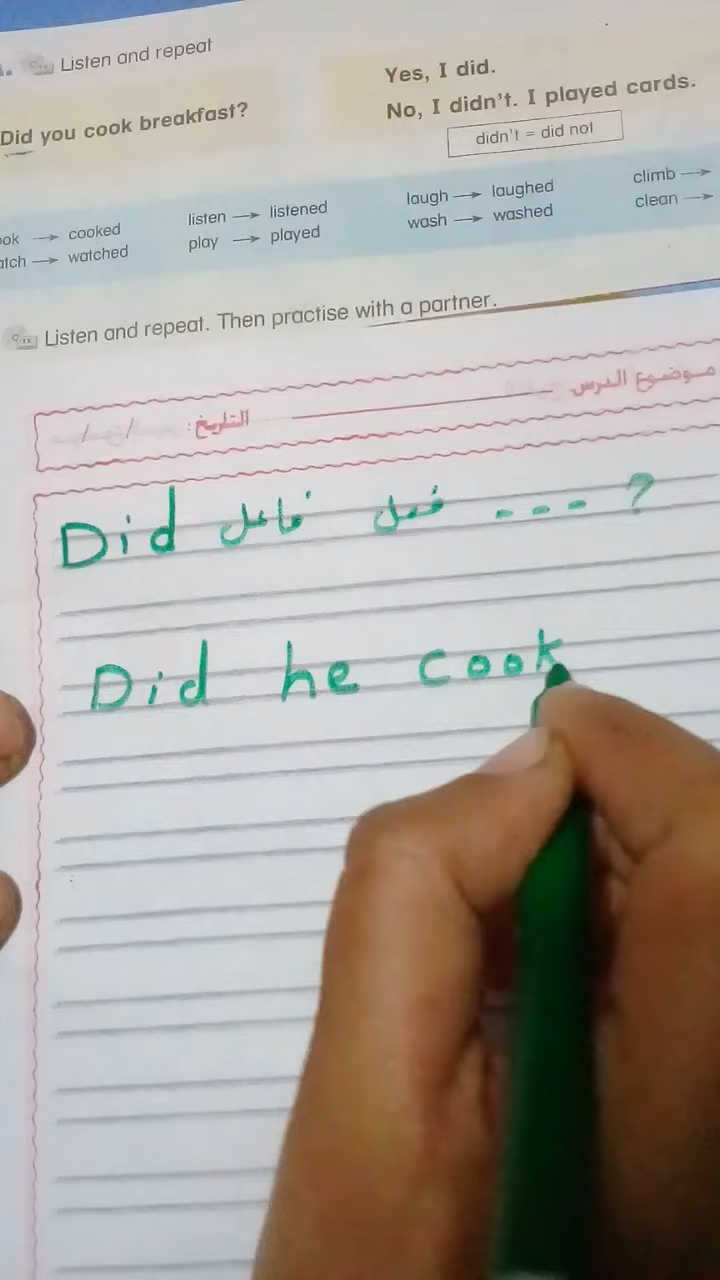 Listen and repeat
Did you cook breakfast?
Yes, I did.
No, I didn't. I played cards.
didn't = did not
ook → cooked
listen → listened
laugh → laughed
climb →
atch → watched
play → played
wash → washed
clean →
Listen and repeat. Then practise with a partner.
موضوع الدرس
التاريخ: / /
Did فاعل فعل - - - ?
Did he cook